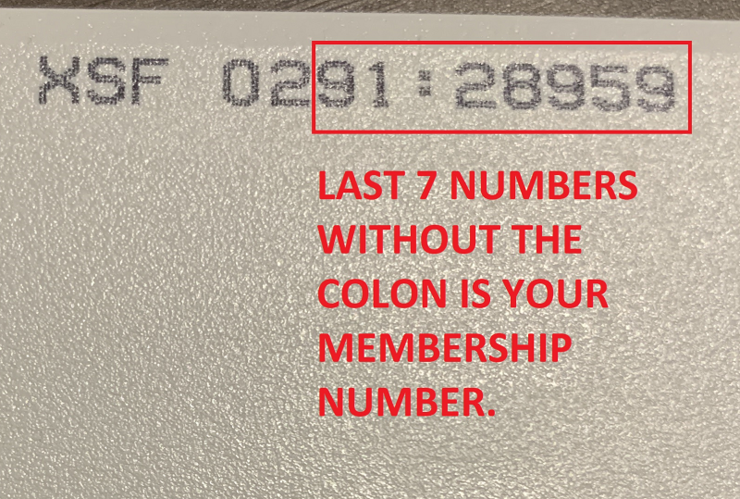 XSF 0291:28959
LAST 7 NUMBERS
WITHOUT THE
COLON IS YOUR
MEMBERSHIP
NUMBER.